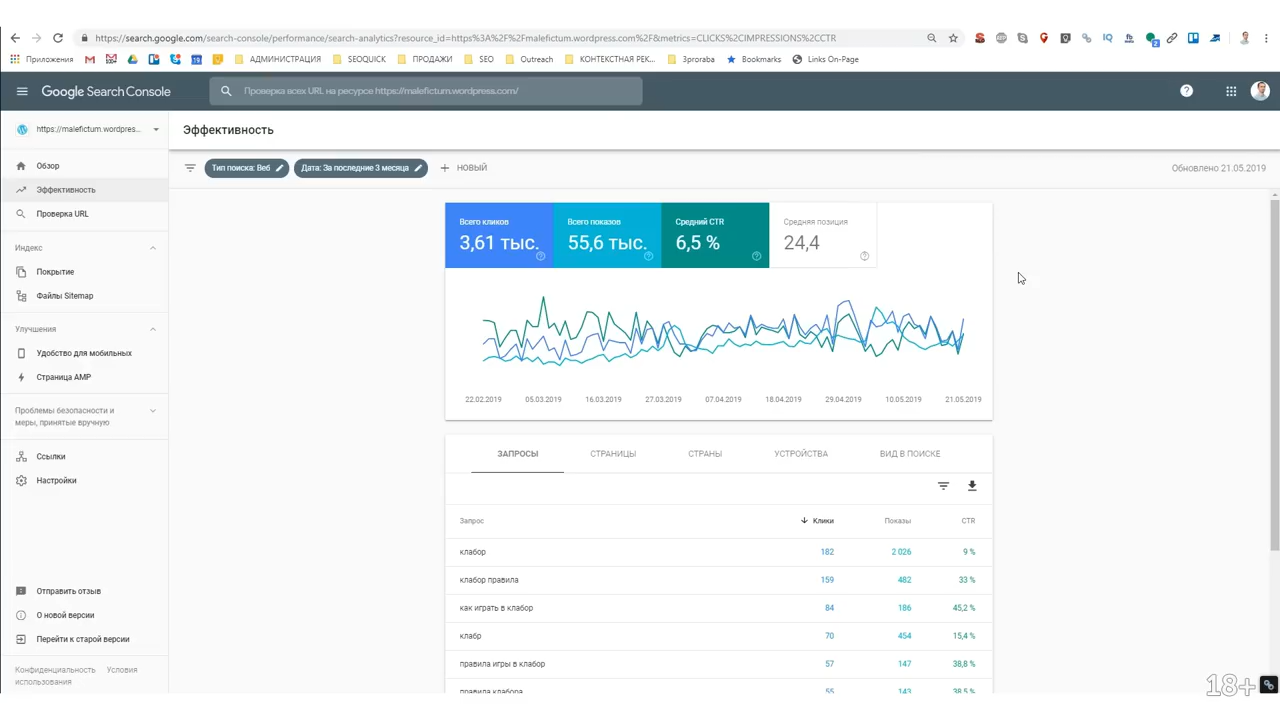 https://search.google.com/search-console/performance/search-analytics?resource_id=https%3A%2F%2Fmalefictum.wordpress.com%2F&metrics=CLICKS%2CIMPRESSIONS%2CCTR
Приложения АДМИНИСТРАЦИЯ SEOQUICK ПРОДАЖИ SEO Outreach КОНТЕКСТНАЯ РЕК... 3proraba Bookmarks Links On-Page
Google Search Console
Проверка всех URL на ресурсе https://malefictum.wordpress.com/
https://malefictum.wordpres...
Эффективность
Обзор
Эффективность
Проверка URL
Индекс
Покрытие
Файлы Sitemap
Улучшения
Удобство для мобильных
Страница AMP
Проблемы безопасности и
меры, принятые вручную
Ссылки
Настройки
Отправить отзыв
О новой версии
Перейти к старой версии
Конфиденциальность Условия
использования
Тип поиска: Веб
Дата: За последние 3 месяца
НОВЫЙ
Обновлено 21.05.2019
Всего кликов
3,61 тыс.
Всего показов
55,6 тыс.
Средний CTR
6,5 %
Средняя позиция
24,4
22.02.2019 05.03.2019 16.03.2019 27.03.2019 07.04.2019 18.04.2019 29.04.2019 10.05.2019 21.05.2019
ЗАПРОСЫ СТРАНИЦЫ СТРАНЫ УСТРОЙСТВА ВИД В ПОИСКЕ
Запрос Клики Показы CTR
клабор 182 2 026 9 %
клабор правила 159 482 33 %
как играть в клабор 84 186 45,2 %
клабр 70 454 15,4 %
правила игры в клабор 57 147 38,8 %
правила клабора 55 143 38,5 %
18+